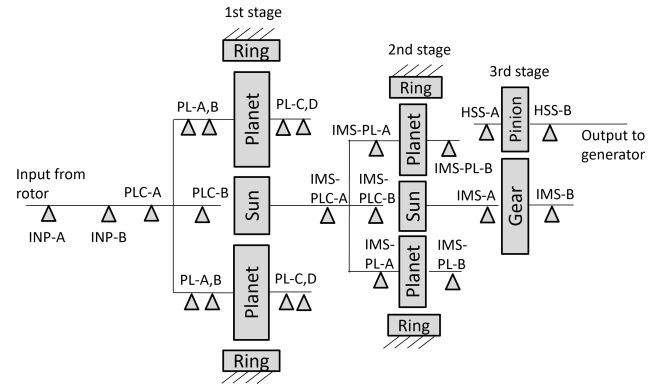 1st stage
Ring
2nd stage
Ring
3rd stage
PL-A,B
PL-C,D
Planet
IMS-PL-A
Planet
IMS-PL-B
HSS-A
Pinion
HSS-B
Output to
generator
Input from
rotor
PLC-A
PLC-B
Sun
IMS-
PLC-A
IMS-
PLC-B
Sun
IMS-A
Gear
IMS-B
INP-A
INP-B
PL-A,B
Planet
PL-C,D
IMS-
PL-A
Planet
IMS-
PL-B
Ring
Ring